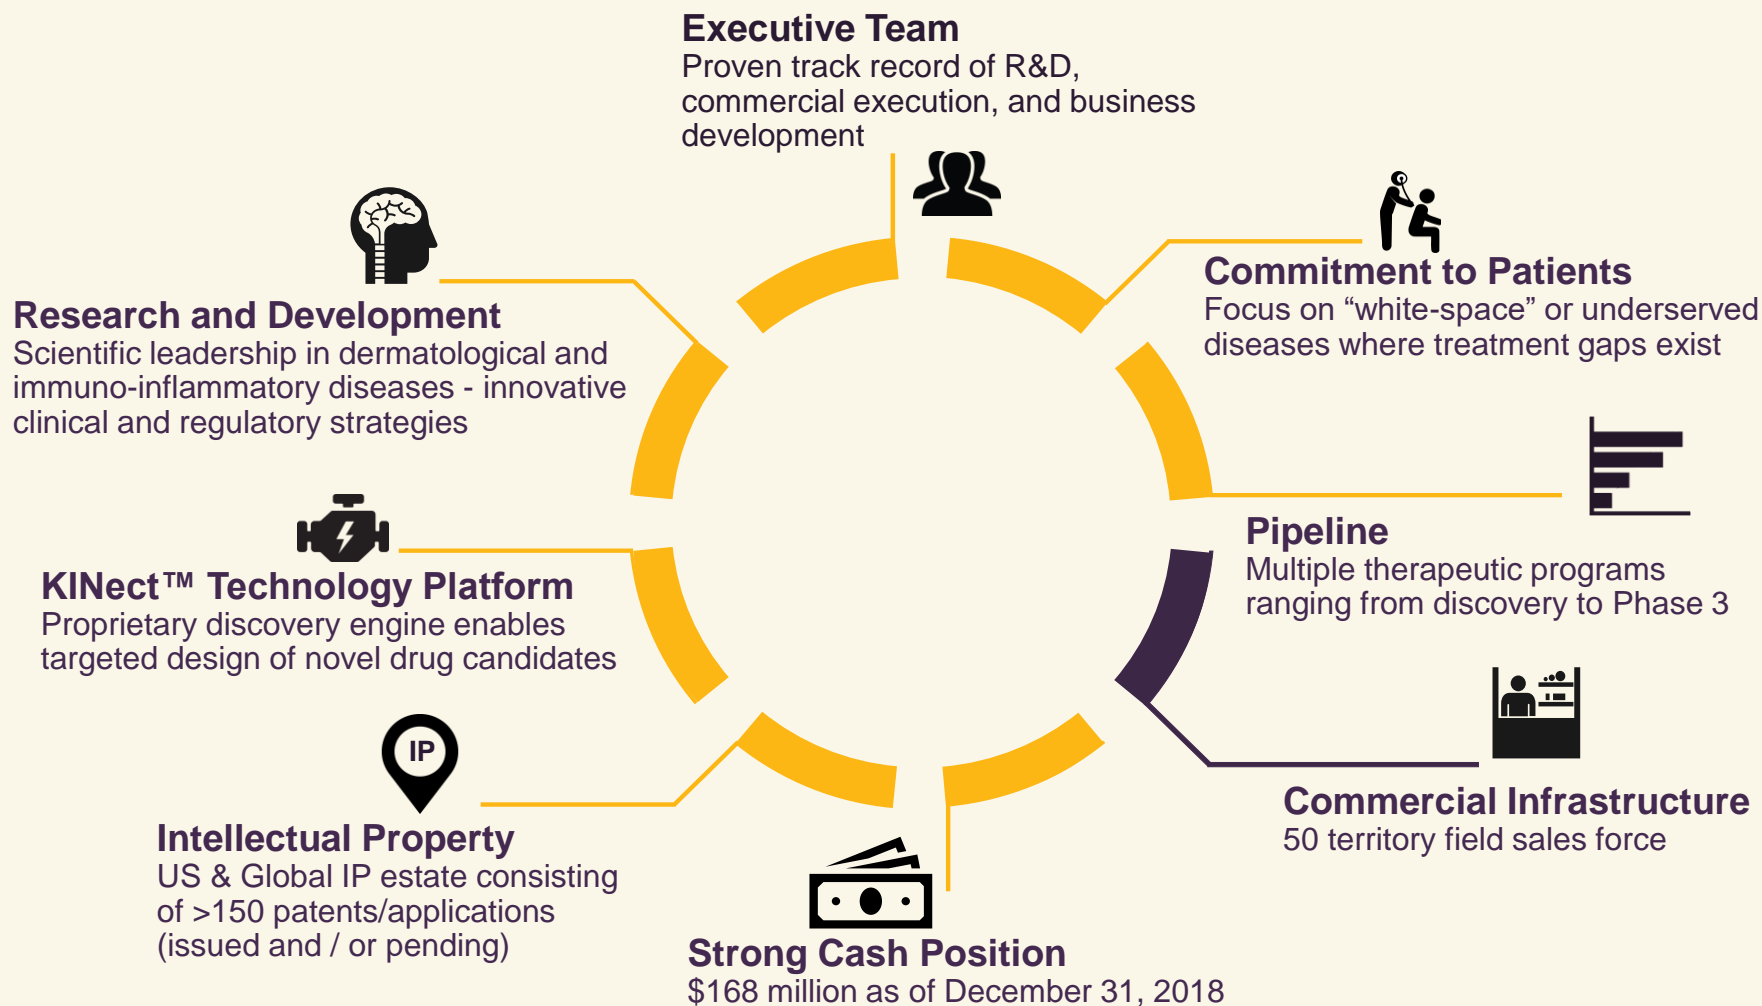 Executive Team
Proven track record of R&D,
commercial execution, and business
development
Commitment to Patients
Focus on “white-space” or underserved
diseases where treatment gaps exist
Pipeline
Multiple therapeutic programs
ranging from discovery to Phase 3
Commercial Infrastructure
50 territory field sales force
Strong Cash Position
$168 million as of December 31, 2018
IP
Intellectual Property
US & Global IP estate consisting
of >150 patents/applications
(issued and / or pending)
KINect™ Technology Platform
Proprietary discovery engine enables
targeted design of novel drug candidates
Research and Development
Scientific leadership in dermatological and
immuno-inflammatory diseases - innovative
clinical and regulatory strategies